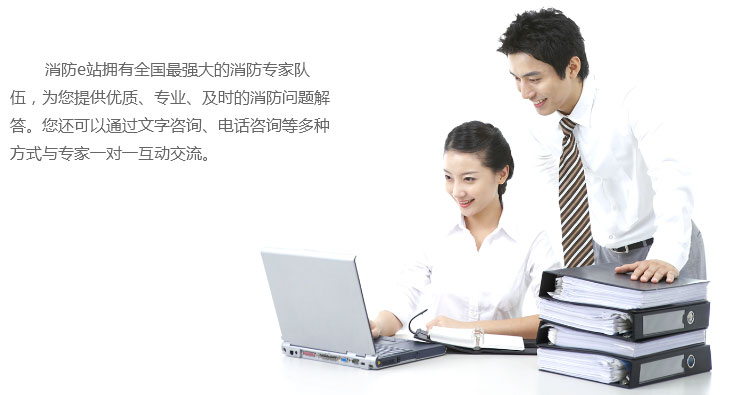 消防e站拥有全国最强大的消防专家队
伍，为您提供优质、专业、及时的消防问题解
答。您还可以通过文字咨询、电话咨询等多种
方式与专家一对一互动交流。